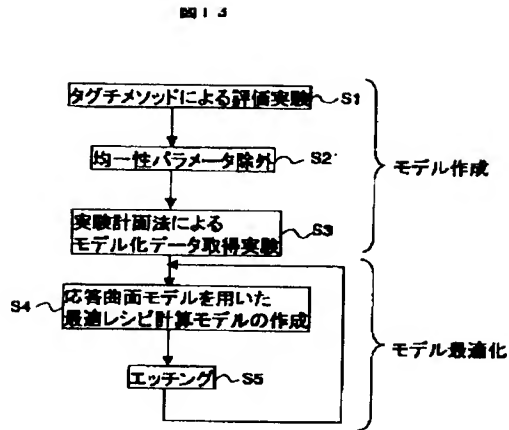 図13
タグチメソッドによる評価実験
S1
均一性パラメータ除外
S2
モデル作成
実験計画法による
モデル化データ取得実験
S3
S4
応答曲面モデルを用いた
最適レシピ計算モデルの作成
モデル最適化
エッチング
S5